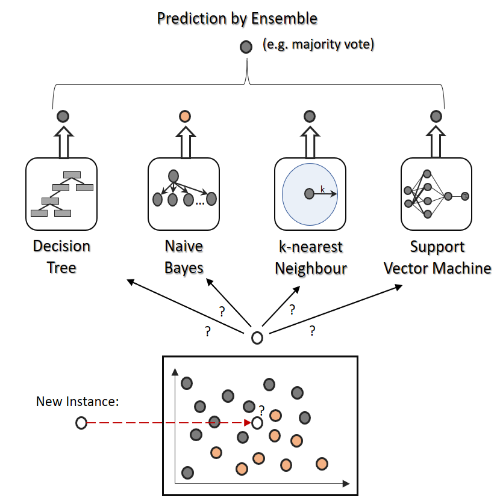 Prediction by Ensemble
(e.g. majority vote)
k
Decision
Tree
Naive
Bayes
k-nearest
Neighbour
Support
Vector Machine
?
?
?
?
New Instance:
?